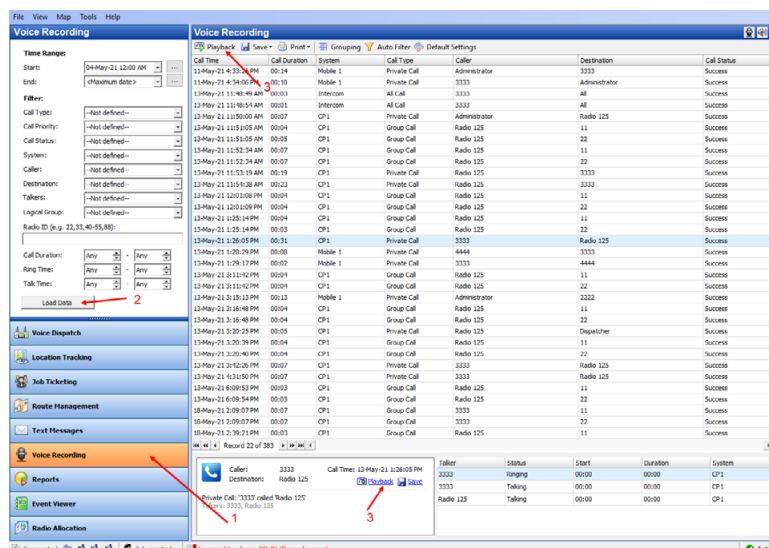 File View Map Tools Help
Voice Recording
Time Range:
Start: 04-May-21 12:00 AM ...
End: <Maximum date> ...
Filter:
Call Type: --Not defined--
Call Priority: --Not defined--
Call Status: --Not defined--
System: --Not defined--
Caller: --Not defined--
Destination: --Not defined--
Talkers: --Not defined--
Logical Group: --Not defined--
Radio ID (e.g. 22,33,40-55,88):
Call Duration: Any - Any
Ring Time: Any - Any
Talk Time: Any - Any
Load Data 2
Voice Dispatch
Location Tracking
Job Ticketing
Route Management
Text Messages
Voice Recording
Reports
1
Event Viewer
Radio Allocation
Voice Recording
Playback Save Print Grouping Auto Filter Default Settings
Call Time Call Duration System Call Type Caller Destination Call Status
11-May-21 4:33:26 PM 00:14 Mobile 1 Private Call Administrator 3333 Success
3
11-May-21 4:34:06 PM 00:10 Mobile 1 Private Call 3333 Administrator Success
13-May-21 11:48:49 AM 00:03 Intercom All Call 3333 All Success
13-May-21 11:48:54 AM 00:01 Intercom All Call 3333 All Success
13-May-21 11:50:00 AM 00:07 CP1 Private Call Administrator Radio 125 Success
13-May-21 11:51:05 AM 00:04 CP1 Group Call Radio 125 11 Success
13-May-21 11:51:05 AM 00:05 CP1 Group Call Radio 125 22 Success
13-May-21 11:52:34 AM 00:07 CP1 Group Call Radio 125 11 Success
13-May-21 11:52:34 AM 00:07 CP1 Group Call Radio 125 22 Success
13-May-21 11:53:19 AM 00:19 CP1 Private Call Radio 125 3333 Success
13-May-21 11:54:38 AM 00:23 CP1 Private Call Radio 125 3333 Success
13-May-21 12:01:08 PM 00:04 CP1 Group Call Radio 125 11 Success
13-May-21 12:01:09 PM 00:04 CP1 Group Call Radio 125 22 Success
13-May-21 1:25:14 PM 00:04 CP1 Group Call Radio 125 11 Success
13-May-21 1:25:14 PM 00:03 CP1 Group Call Radio 125 22 Success
13-May-21 1:26:05 PM 00:31 CP1 Private Call 3333 Radio 125 Success
13-May-21 1:28:29 PM 00:08 Mobile 1 Private Call 4444 3333 Success
13-May-21 1:29:17 PM 00:02 Mobile 1 Private Call 3333 4444 Success
13-May-21 3:11:42 PM 00:04 CP1 Group Call Radio 125 11 Success
13-May-21 3:11:42 PM 00:04 CP1 Group Call Radio 125 22 Success
13-May-21 3:15:13 PM 00:13 Mobile 1 Private Call Administrator 2222 Success
13-May-21 3:16:48 PM 00:04 CP1 Group Call Radio 125 11 Success
13-May-21 3:16:48 PM 00:04 CP1 Group Call Radio 125 22 Success
13-May-21 3:20:25 PM 00:05 CP1 Private Call Radio 125 Dispatcher Success
13-May-21 3:20:39 PM 00:04 CP1 Group Call Radio 125 11 Success
13-May-21 3:20:40 PM 00:04 CP1 Group Call Radio 125 22 Success
13-May-21 3:42:26 PM 00:07 CP1 Private Call 3333 Radio 125 Success
13-May-21 4:31:50 PM 00:07 CP1 Private Call 3333 Radio 125 Success
13-May-21 6:09:53 PM 00:03 CP1 Group Call Radio 125 11 Success
13-May-21 6:09:54 PM 00:03 CP1 Group Call Radio 125 22 Success
18-May-21 2:09:07 PM 00:07 CP1 Group Call 3333 11 Success
18-May-21 2:09:07 PM 00:07 CP1 Group Call 3333 22 Success
18-May-21 2:39:21 PM 00:03 CP1 Group Call Radio 125 11 Success
Record 22 of 383
Caller: 3333 Call Time: 13-May-21 1:26:05 PM
Destination: Radio 125 Playback Save
Private Call: '3333' called 'Radio 125'
Talkers: 3333, Radio 125
3
Talker Status Start Duration System
3333 Ringing 00:00 00:00 CP1
3333 Talking 00:00 00:00 CP1
Radio 125 Talking 00:00 00:00 CP1